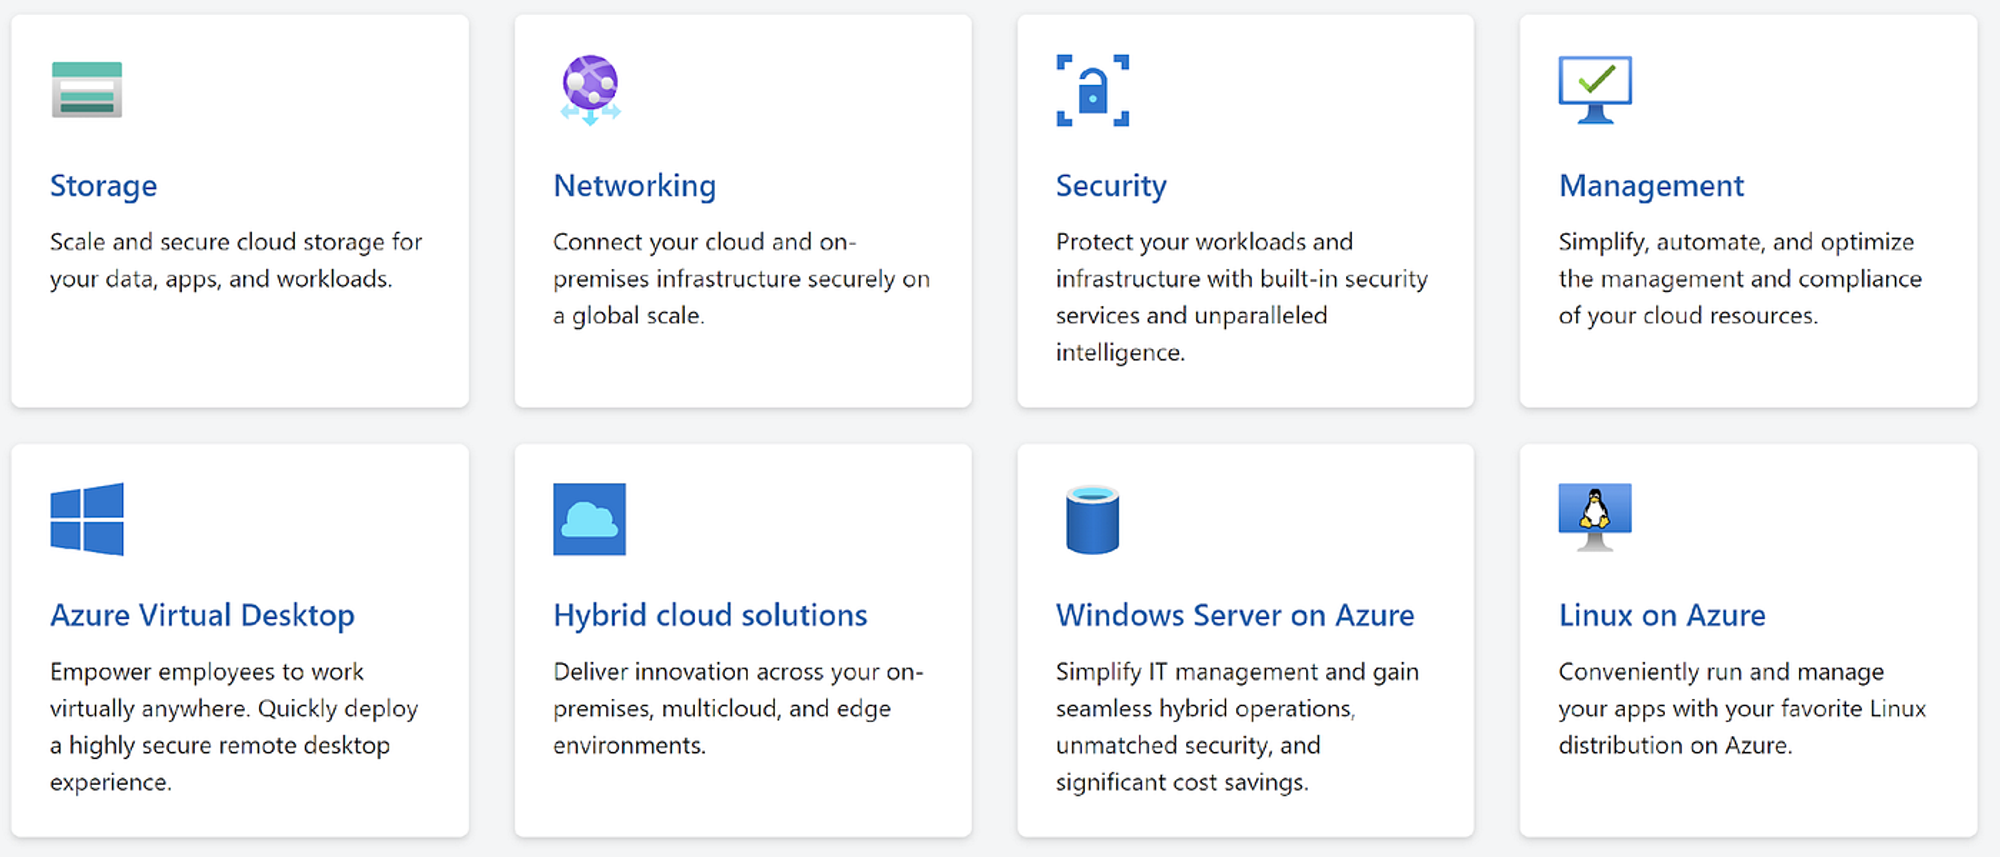 Storage
Scale and secure cloud storage for
your data, apps, and workloads.
Networking
Connect your cloud and on-
premises infrastructure securely on
a global scale.
Security
Protect your workloads and
infrastructure with built-in security
services and unparalleled
intelligence.
Management
Simplify, automate, and optimize
the management and compliance
of your cloud resources.
Azure Virtual Desktop
Empower employees to work
virtually anywhere. Quickly deploy
a highly secure remote desktop
experience.
Hybrid cloud solutions
Deliver innovation across your on-
premises, multicloud, and edge
environments.
Windows Server on Azure
Simplify IT management and gain
seamless hybrid operations,
unmatched security, and
significant cost savings.
Linux on Azure
Conveniently run and manage
your apps with your favorite Linux
distribution on Azure.